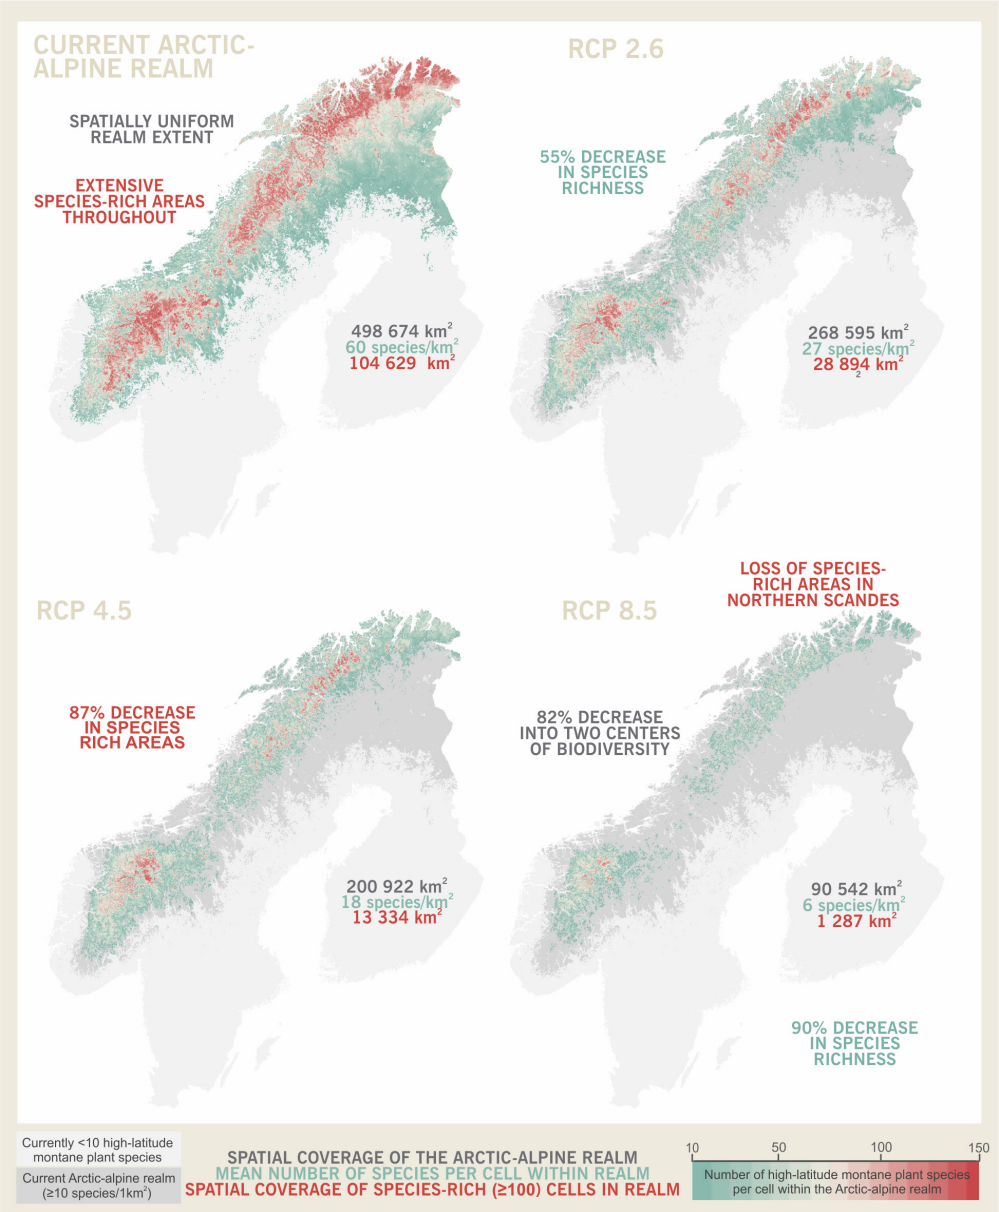 CURRENT ARCTIC-
ALPINE REALM
SPATIALLY UNIFORM
REALM EXTENT
EXTENSIVE
SPECIES-RICH AREAS
THROUGHOUT
498 674 km²
60 species/km²
104 629 km²
RCP 2.6
55% DECREASE
IN SPECIES
RICHNESS
268 595 km²
27 species/km²
28 894 km²
2
RCP 4.5
87% DECREASE
IN SPECIES
RICH AREAS
200 922 km²
18 species/km²
13 334 km²
LOSS OF SPECIES-
RICH AREAS IN
NORTHERN SCANDES
RCP 8.5
82% DECREASE
INTO TWO CENTERS
OF BIODIVERSITY
90 542 km²
6 species/km²
1 287 km²
90% DECREASE
IN SPECIES
RICHNESS
Currently <10 high-latitude
montane plant species
Current Arctic-alpine realm
(≥10 species/1km²)
SPATIAL COVERAGE OF THE ARCTIC-ALPINE REALM
MEAN NUMBER OF SPECIES PER CELL WITHIN REALM
SPATIAL COVERAGE OF SPECIES-RICH (≥100) CELLS IN REALM
10 50 100 150
Number of high-latitude montane plant species
per cell within the Arctic-alpine realm